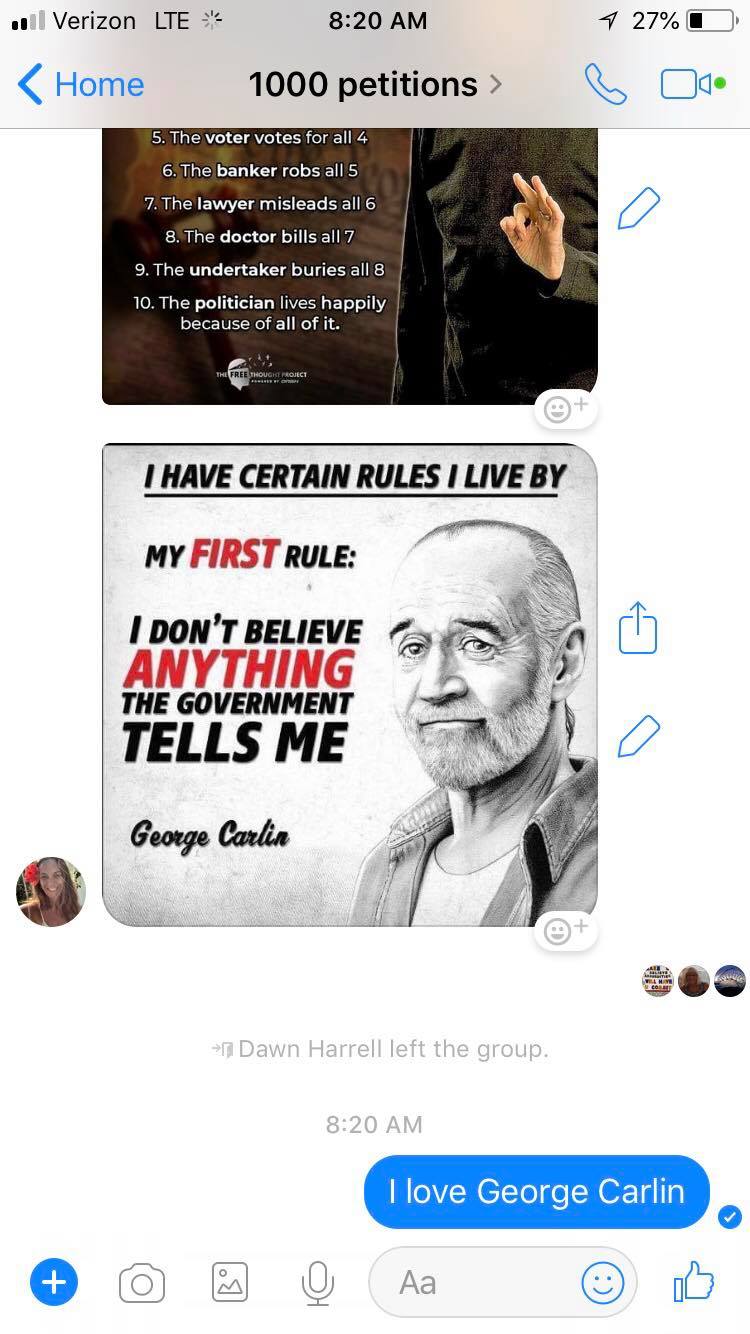 Verizon LTE 8:20 AM 27%
Home 1000 petitions
5. The voter votes for all 4
6. The banker robs all 5
7. The lawyer misleads all 6
8. The doctor bills all 7
9. The undertaker buries all 8
10. The politician lives happily
because of all of it.
THE FREE THOUGHT PROJECT
POWERED BY
I HAVE CERTAIN RULES I LIVE BY
MY FIRST RULE:
I DON'T BELIEVE
ANYTHING
THE GOVERNMENT
TELLS ME
George Carlin
Dawn Harrell left the group.
8:20 AM
I love George Carlin
Aa